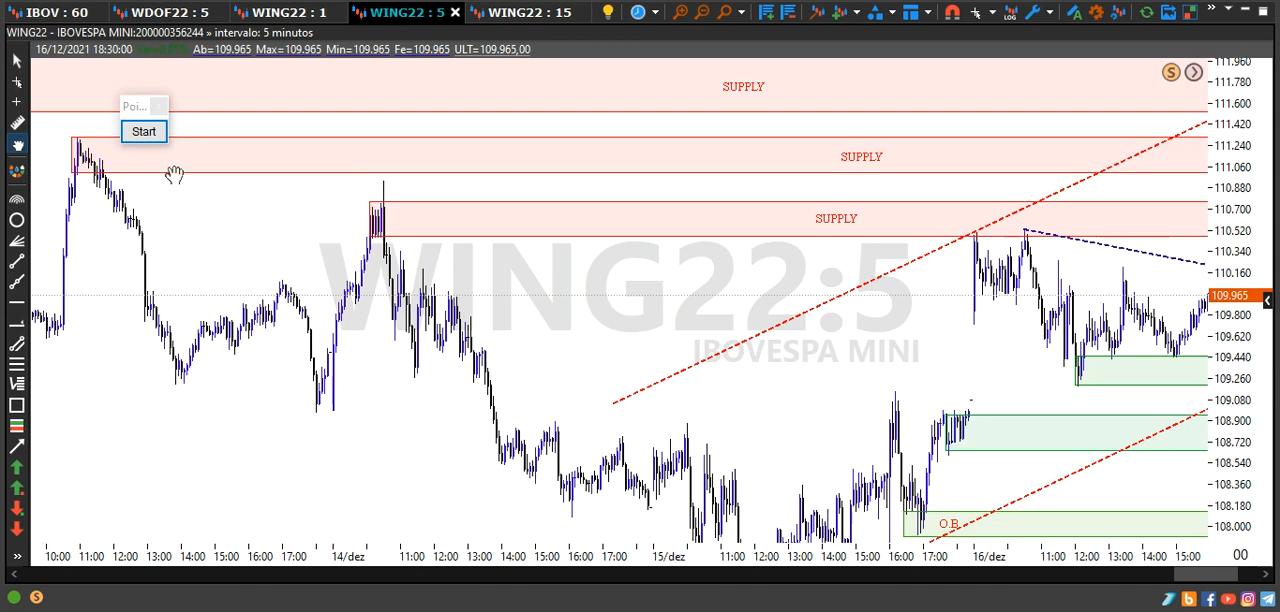 IBOV : 60 WDOF22 : 5 WING22 : 1 WING22 : 5 WING22 : 15
WING22 - IBOVESPA MINI:200000356244 » intervalo: 5 minutos
16/12/2021 18:30:00 Ab=109.965 Max=109.965 Min=109.965 Fe=109.965 ULT=109.965,00
LOG
Poi...
Start
SUPPLY
SUPPLY
SUPPLY
WING22:5
IBOVESPA MINI
O.B
111.960
111.780
111.600
111.420
111.240
111.060
110.880
110.700
110.520
110.340
110.160
109.965
109.800
109.620
109.440
109.260
109.080
108.900
108.720
108.540
108.360
108.180
108.000
10:00 11:00 12:00 13:00 14:00 15:00 16:00 17:00 14/dez 11:00 12:00 13:00 14:00 15:00 16:00 17:00 15/dez 11:00 12:00 13:00 14:00 15:00 16:00 17:00 16/dez 11:00 12:00 13:00 14:00 15:00 00